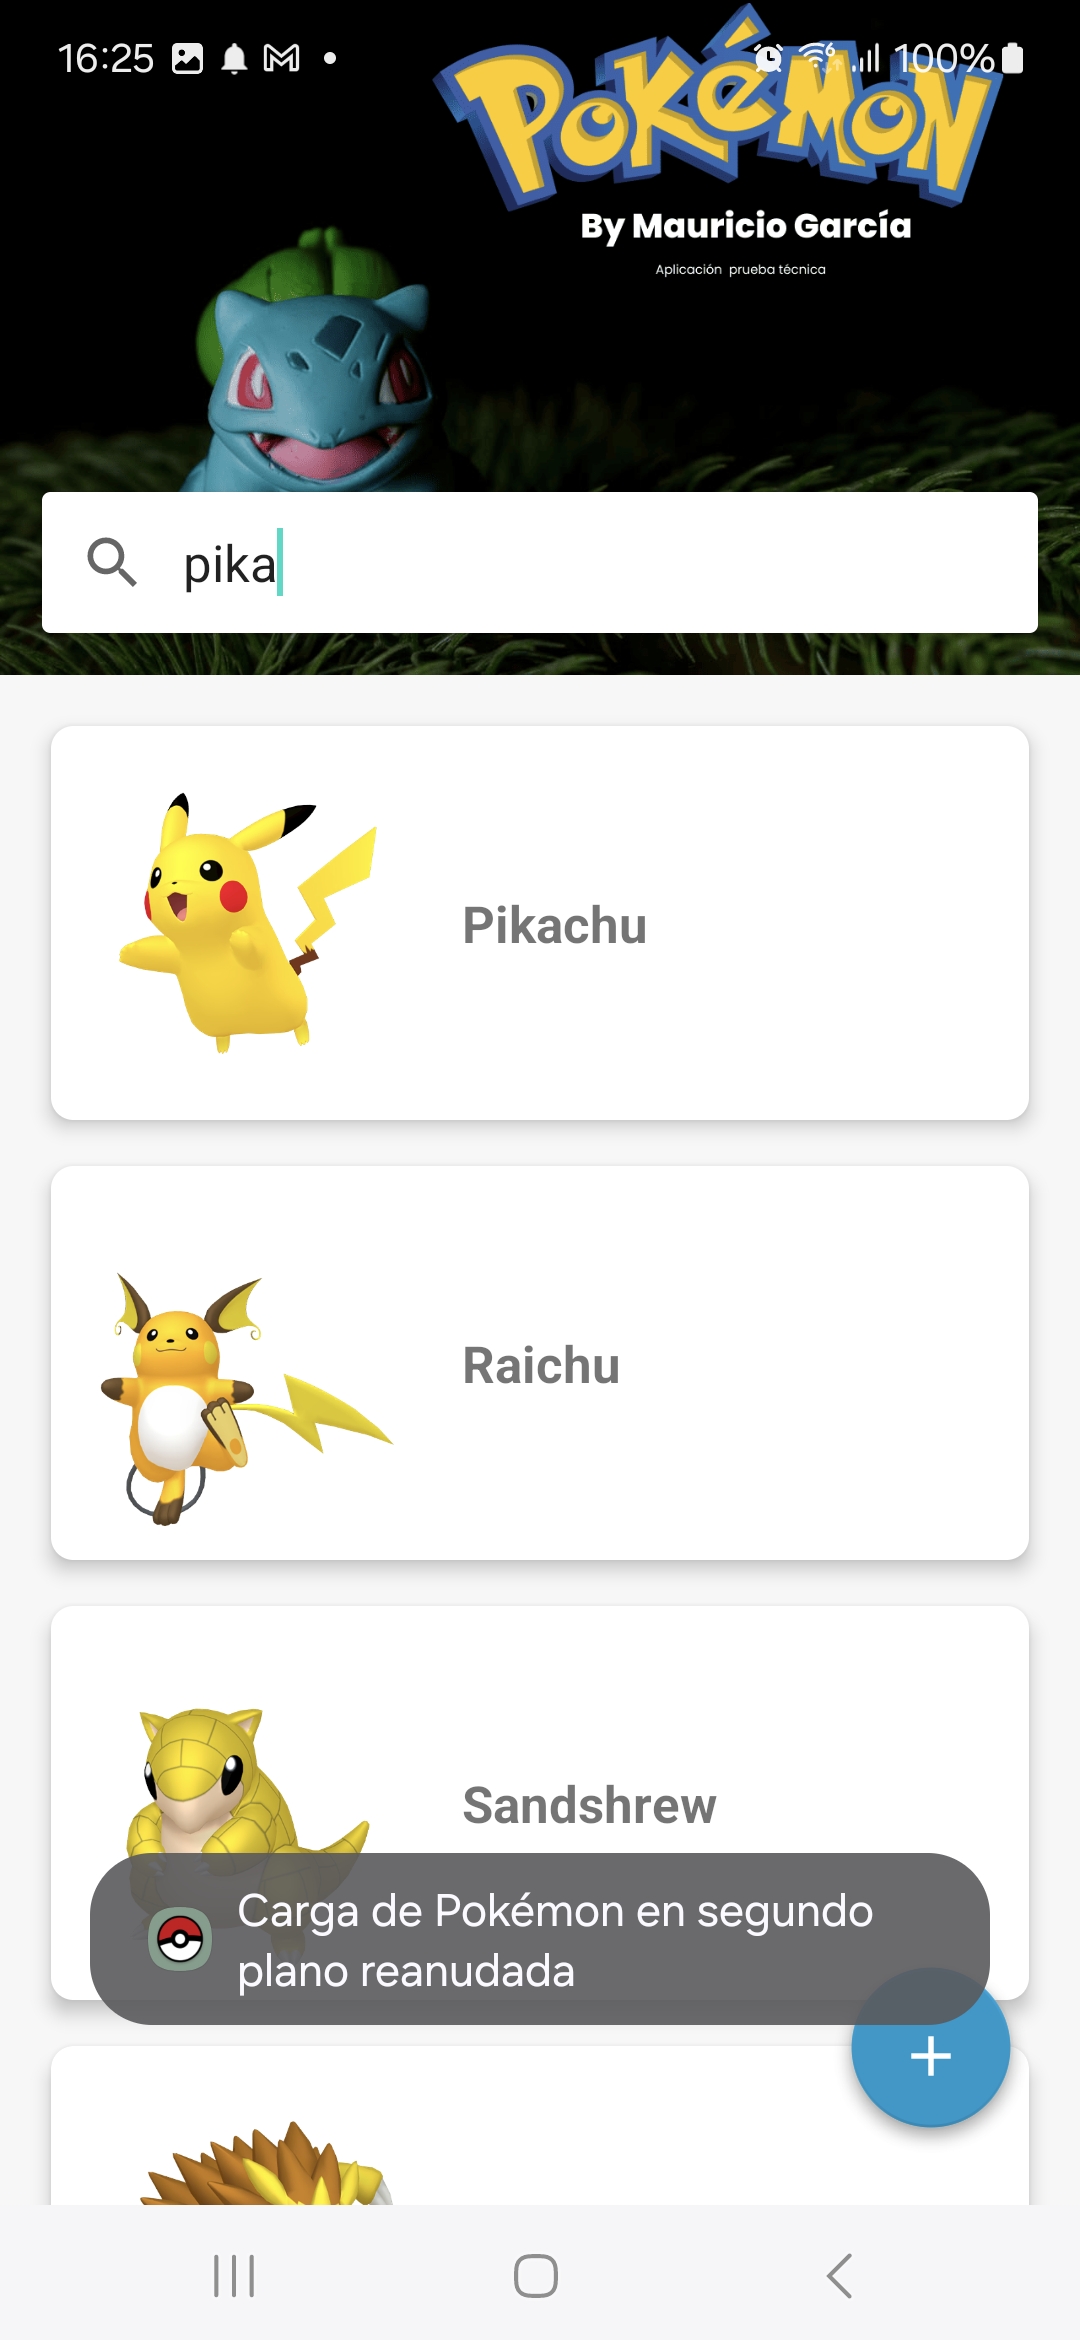 16:25
100%
POKéMON
By Mauricio García
Aplicación prueba técnica
pika
Pikachu
Raichu
Sandshrew
Carga de Pokémon en segundo
plano reanudada